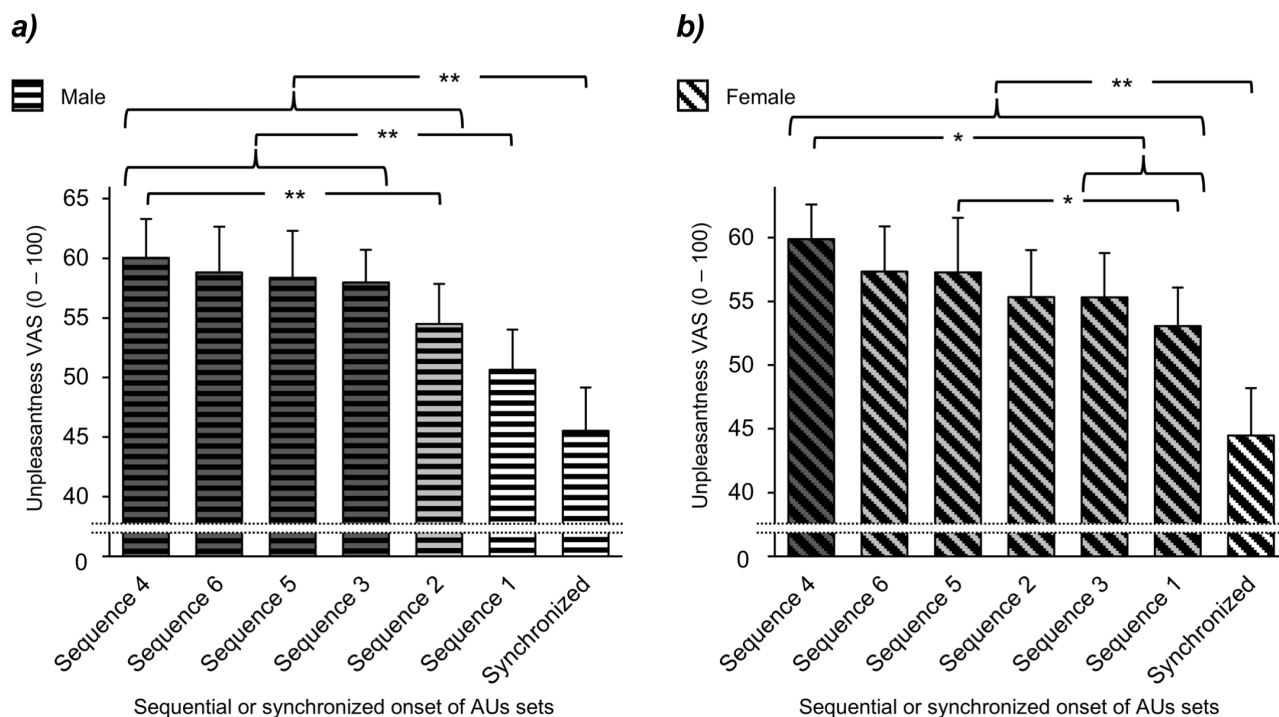 a)
Male
**
**
**
Unpleasantness VAS (0 – 100)
65
60
55
50
45
40
0
Sequence 4
Sequence 6
Sequence 5
Sequence 3
Sequence 2
Sequence 1
Synchronized
Sequential or synchronized onset of AUs sets
b)
Female
**
*
*
Unpleasantness VAS (0 – 100)
60
55
50
45
40
0
Sequence 4
Sequence 6
Sequence 5
Sequence 2
Sequence 3
Sequence 1
Synchronized
Sequential or synchronized onset of AUs sets